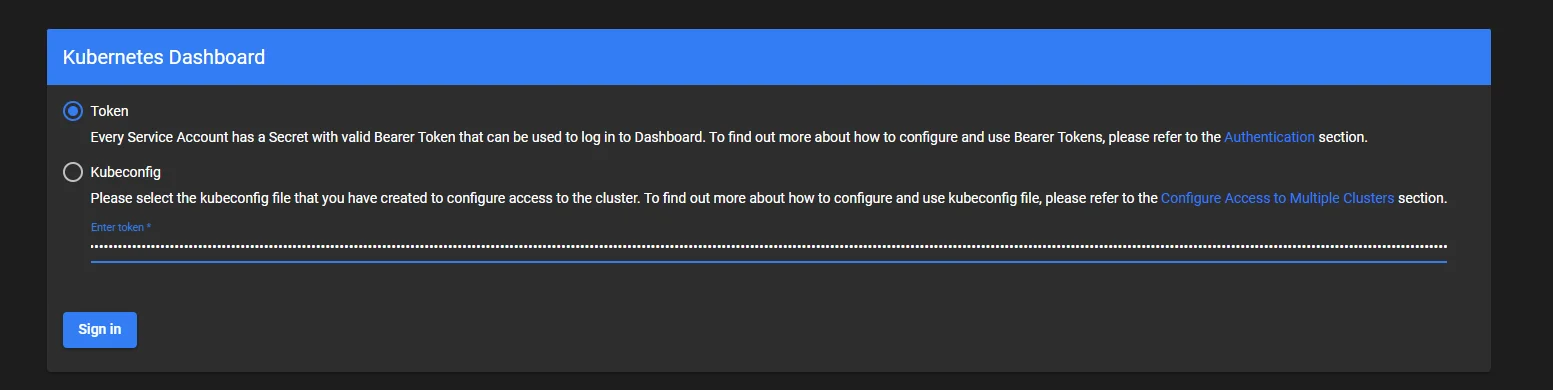 Kubernetes Dashboard
Token
Every Service Account has a Secret with valid Bearer Token that can be used to log in to Dashboard. To find out more about how to configure and use Bearer Tokens, please refer to the Authentication section.
Kubeconfig
Please select the kubeconfig file that you have created to configure access to the cluster. To find out more about how to configure and use kubeconfig file, please refer to the Configure Access to Multiple Clusters section.
Enter token *
Sign in